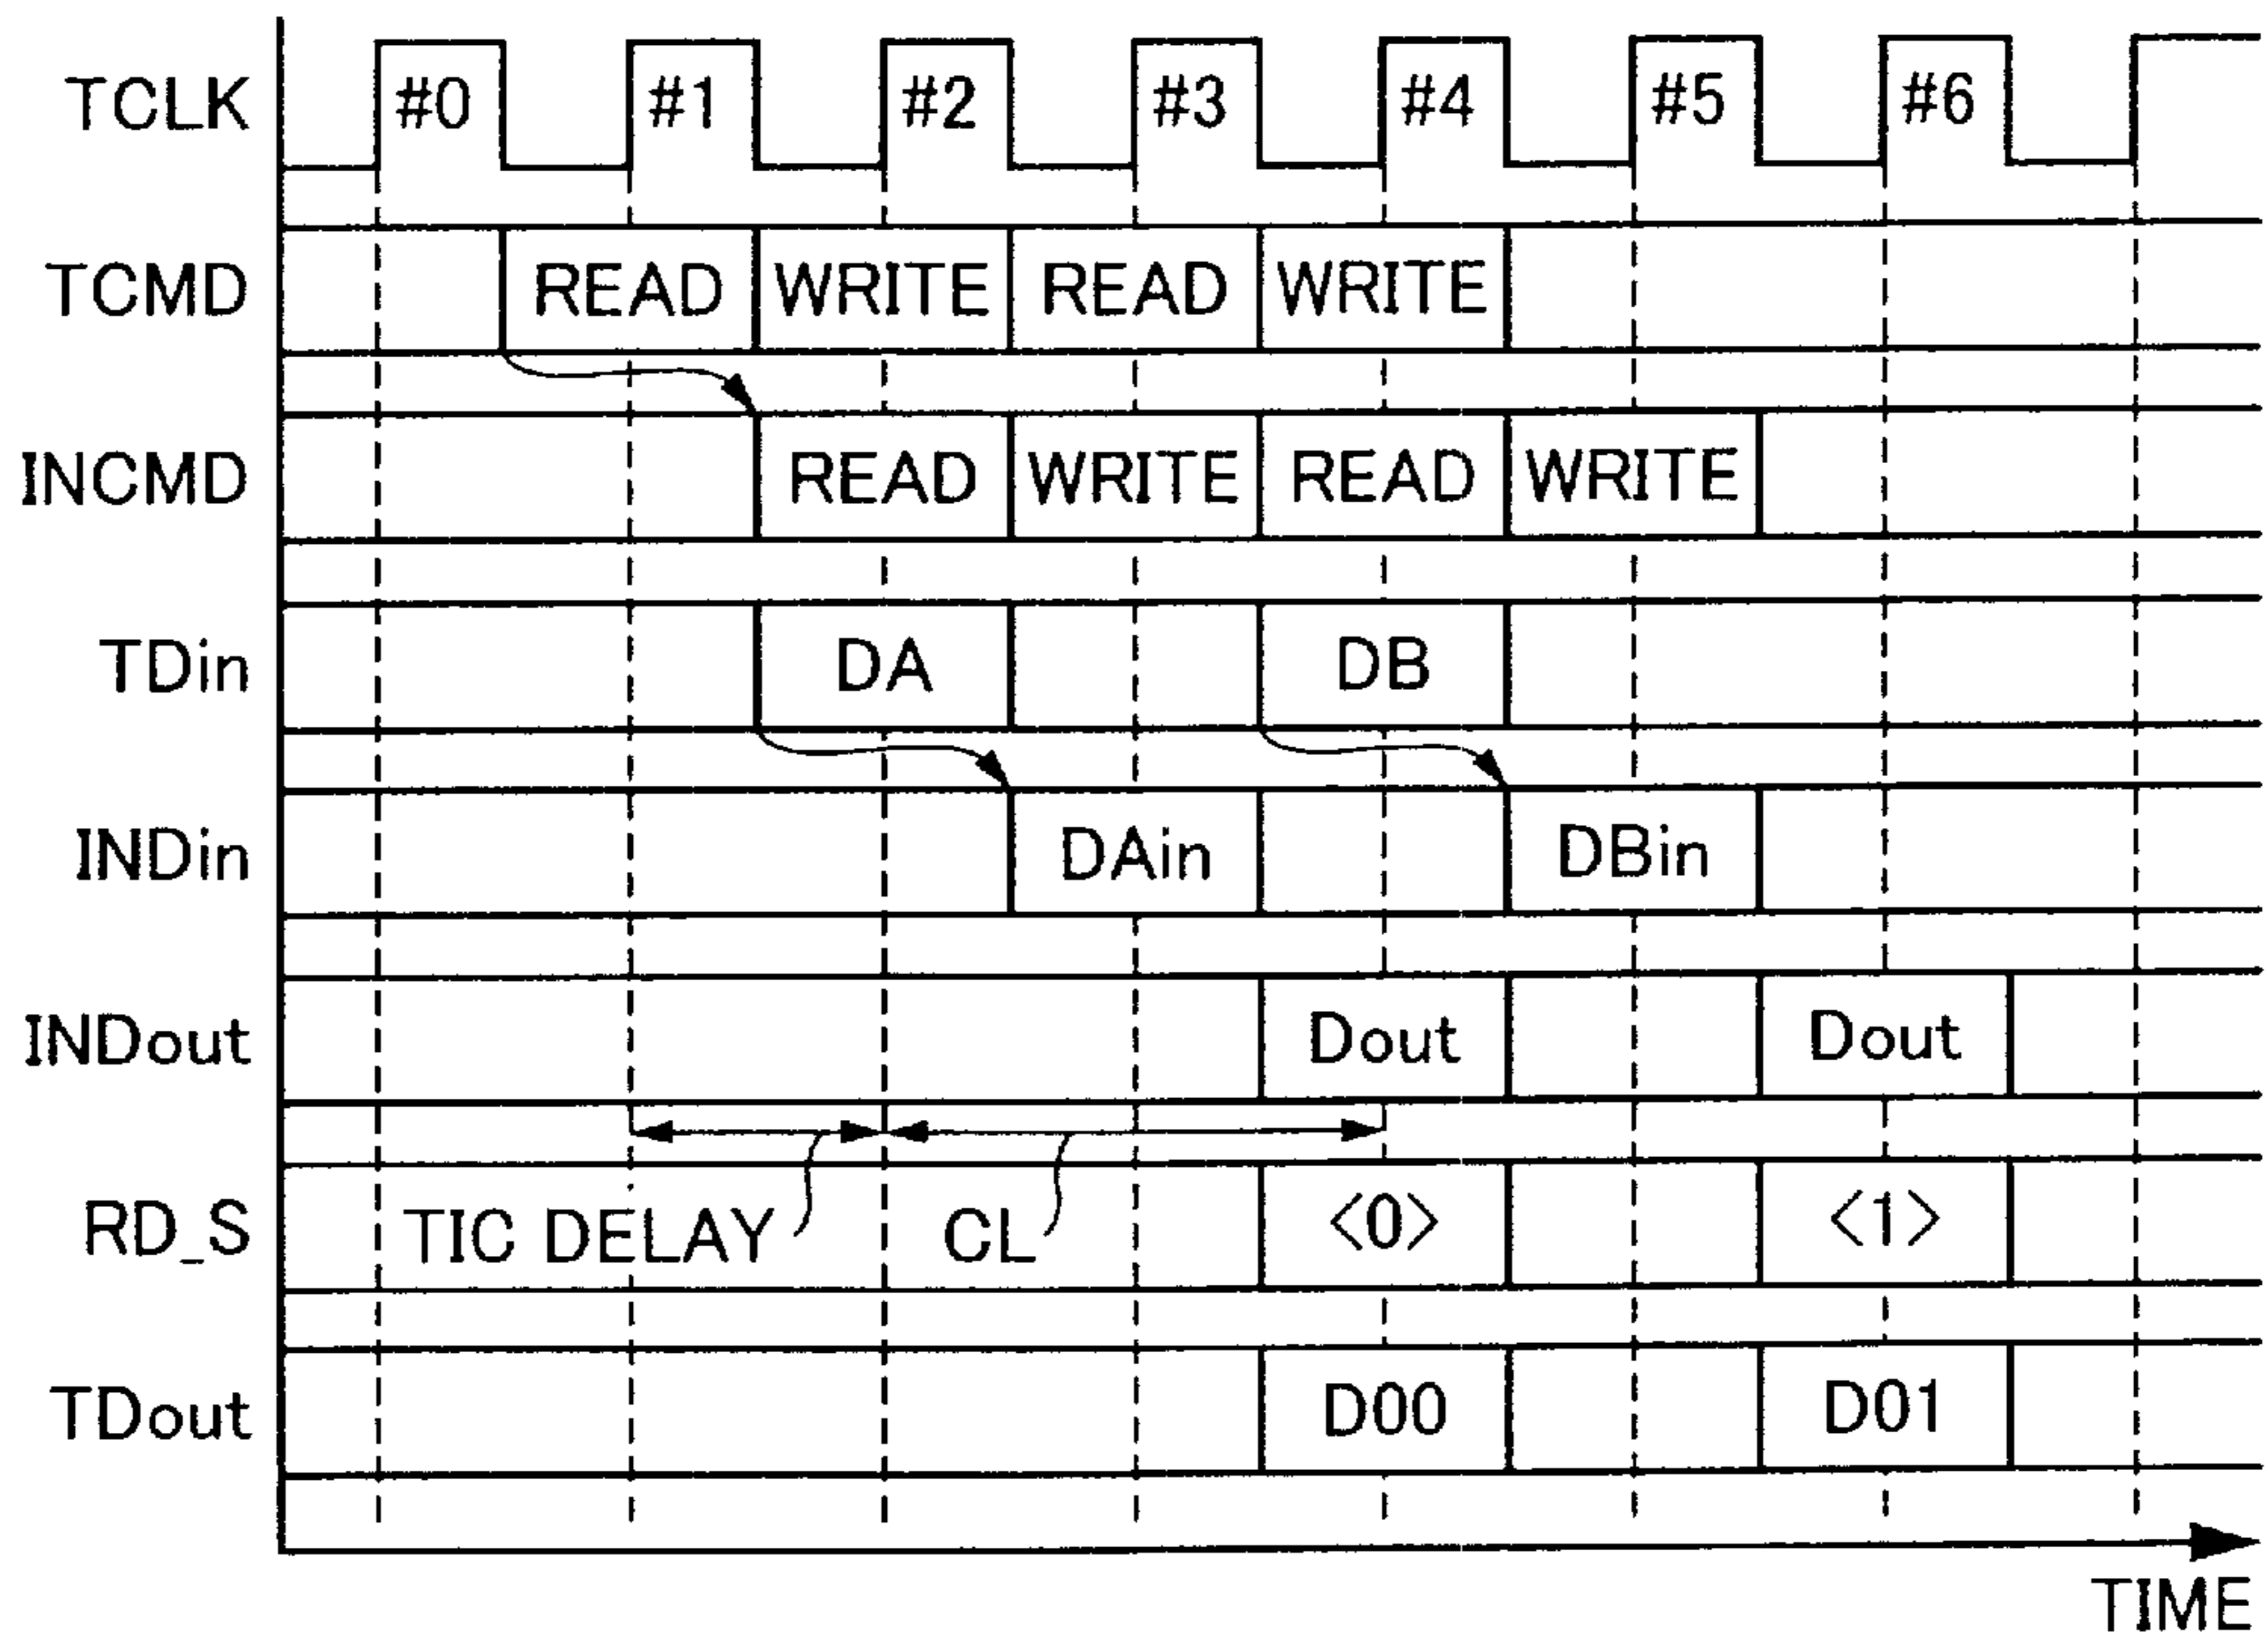 TCLK #0 #1 #2 #3 #4 #5 #6
TCMD READ WRITE READ WRITE
INCMD READ WRITE READ WRITE
TDin DA DB
INDin DAin DBin
INDout Dout Dout
RD_S TIC DELAY CL <0> <1>
TDout D00 D01
TIME